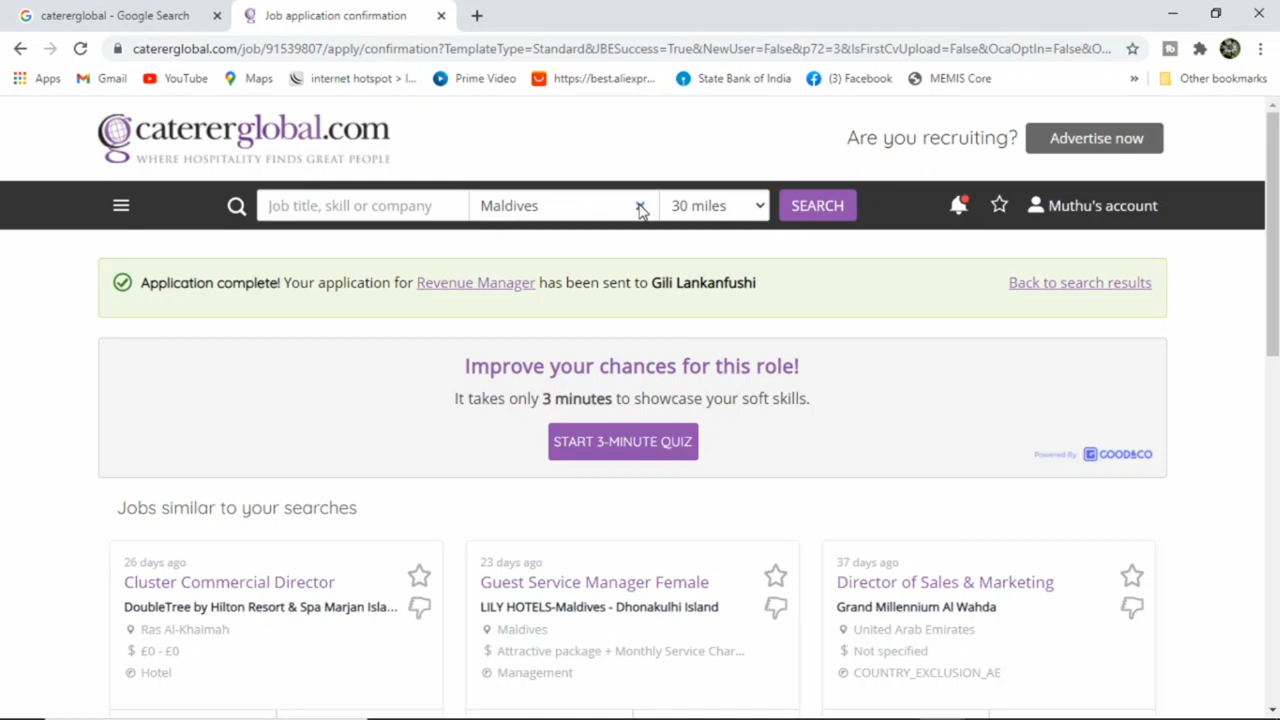 caterergobal - Google Search
Job application confirmation
caterergobal.com/job/91539807/apply/confirmation?TemplateType=Standard&JBESuccess=True&NewUser=False&p72=3&IsFirstCvUpload=False&OcaOptIn=False&O...
Apps
Gmail
YouTube
Maps
internet hotspot > I...
Prime Video
https://best.aliexpr...
State Bank of India
(3) Facebook
MEMIS Core
»
Other bookmarks
catererglobal.com
WHERE HOSPITALITY FINDS GREAT PEOPLE
Are you recruiting?
Advertise now
Job title, skill or company
Maldives
30 miles
SEARCH
Muthu's account
Application complete! Your application for Revenue Manager has been sent to Gili Lankanfushi
Back to search results
Improve your chances for this role!
It takes only 3 minutes to showcase your soft skills.
START 3-MINUTE QUIZ
Powered By GOOD&CO
Jobs similar to your searches
26 days ago
Cluster Commercial Director
DoubleTree by Hilton Resort & Spa Marjan Isla...
Ras Al-Khaimah
$ £0 - £0
Hotel
23 days ago
Guest Service Manager Female
LILY HOTELS-Maldives - Dhonakulhi Island
Maldives
$ Attractive package + Monthly Service Char...
Management
37 days ago
Director of Sales & Marketing
Grand Millennium Al Wahda
United Arab Emirates
$ Not specified
COUNTRY_EXCLUSION_AE